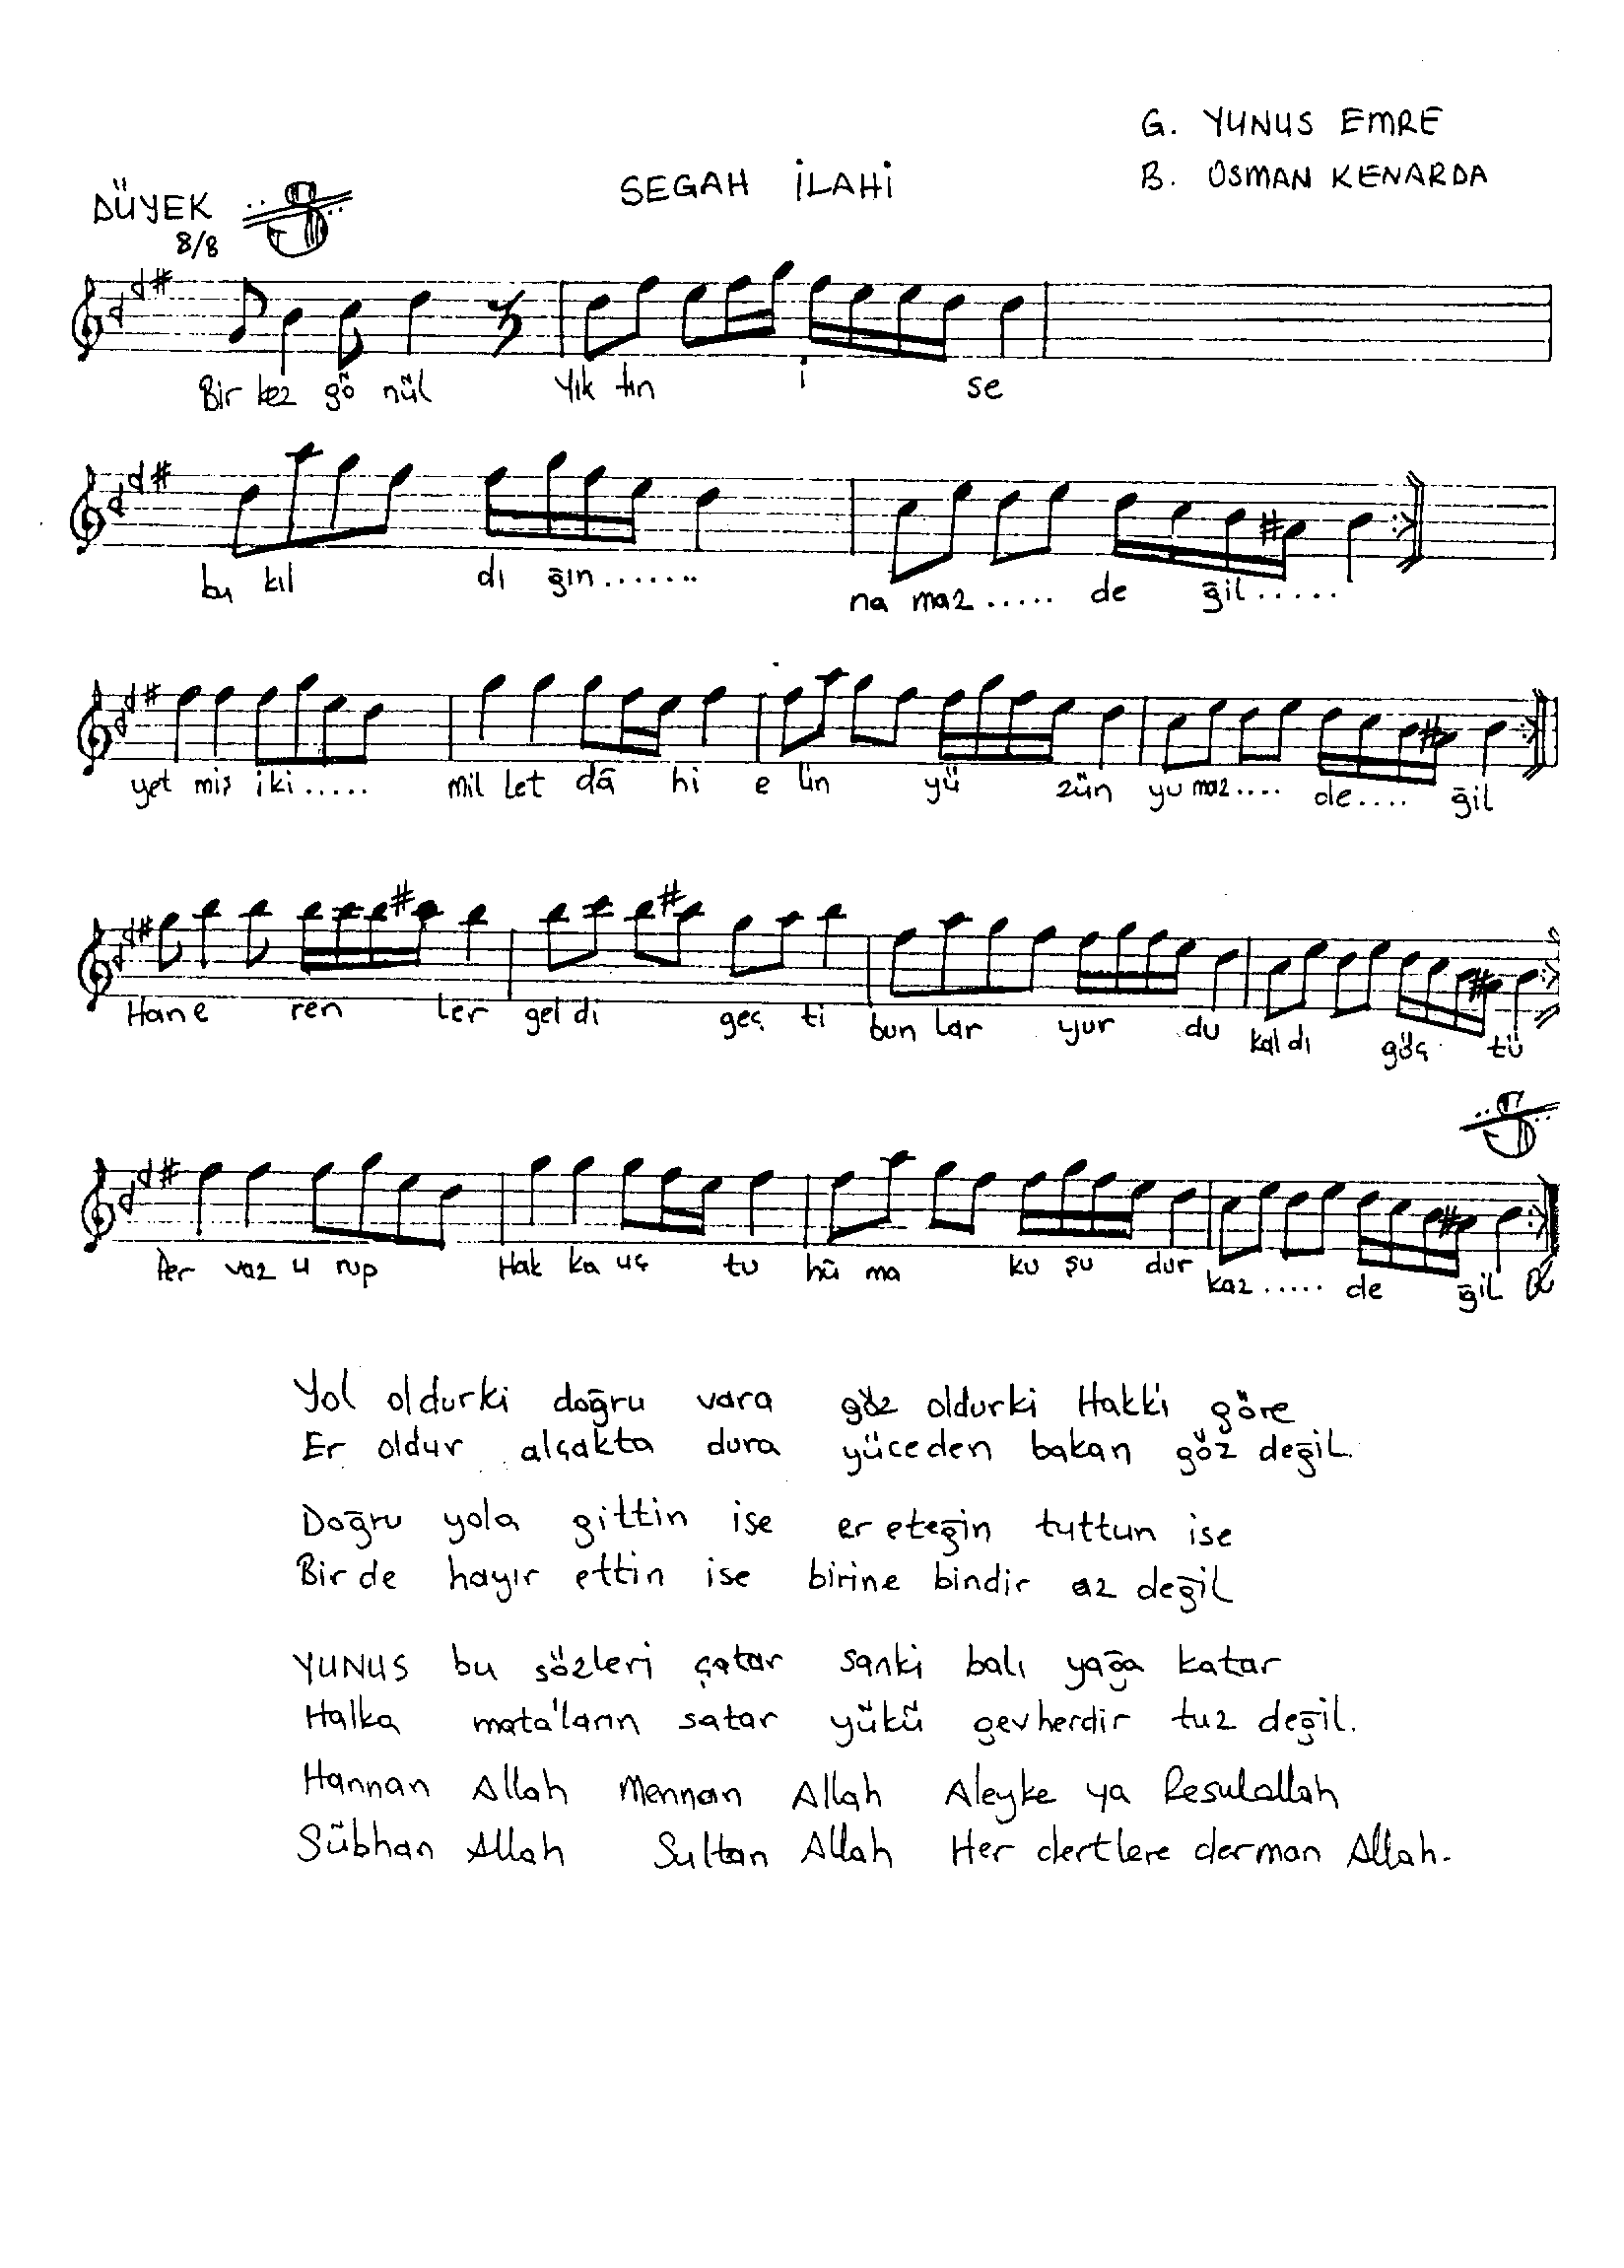 G. YUNUS EMRE
SEGAH İLAHİ
B. OSMAN KENARDA
DÜYEK
8/8
Bir kez gö nül Yık tın i se
bu kıl dı ğın....... na maz ..... de ğil .....
yet miş iki ..... mil let dā hi e lin yü zün yu maz.... de.... ğil
Han e ren ler gel di geç ti bun lar yur du kal dı göç tü
Per vaz u rup Hak ka uç tu hü ma ku şu dur kaz ..... de ğil
Yol oldurki doğru vara göz oldurki Hakk'i göre
Er oldur alçakta dura yüceden bakan göz değil.
Doğru yola gittin ise er eteğin tuttun ise
Bir de hayır ettin ise birine bindir az değil
YUNUS bu sözleri çatar sanki balı yağa katar
Halka mata'ların satar yükü gevherdir tuz değil.
Hannan Allah Mennan Allah Aleyke ya Resulallah
Sübhan Allah Sultan Allah Her dertlere derman Allah.